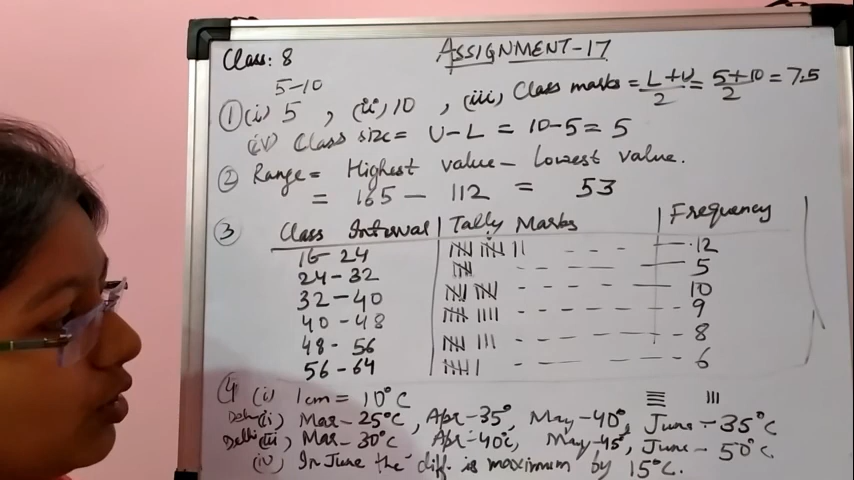 Class: 8
ASSIGNMENT-17
5-10
① (i) 5 , (ii) 10 , (iii) Class marks = L+U/2 = 5+10/2 = 7.5
(iv) Class size = U-L = 10-5 = 5
② Range = Highest value - Lowest value.
= 165 - 112 = 53
③ Class Interval | Tally Marks | Frequency
16-24 12
24-32 5
32-40 10
40-48 9
48-56 8
56-64 6
④ (i) 1cm = 10°C
(ii) Mar-25°C, Apr-35°, May-40°, June-35°C
Delhi (iii) Mar-30°C Apr-40°C, May-45°, June-50°C
(iv) In June the diff. is maximum by 15°C.